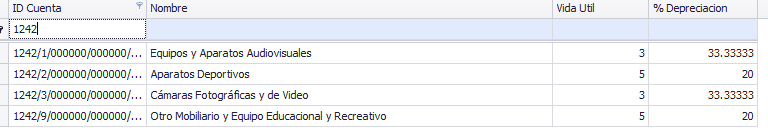 ID Cuenta Nombre Vida Util % Depreciacion
1242
1242/1/000000/000000/... Equipos y Aparatos Audiovisuales 3 33.33333
1242/2/000000/000000/... Aparatos Deportivos 5 20
1242/3/000000/000000/... Cámaras Fotográficas y de Video 3 33.33333
1242/9/000000/000000/... Otro Mobiliario y Equipo Educacional y Recreativo 5 20